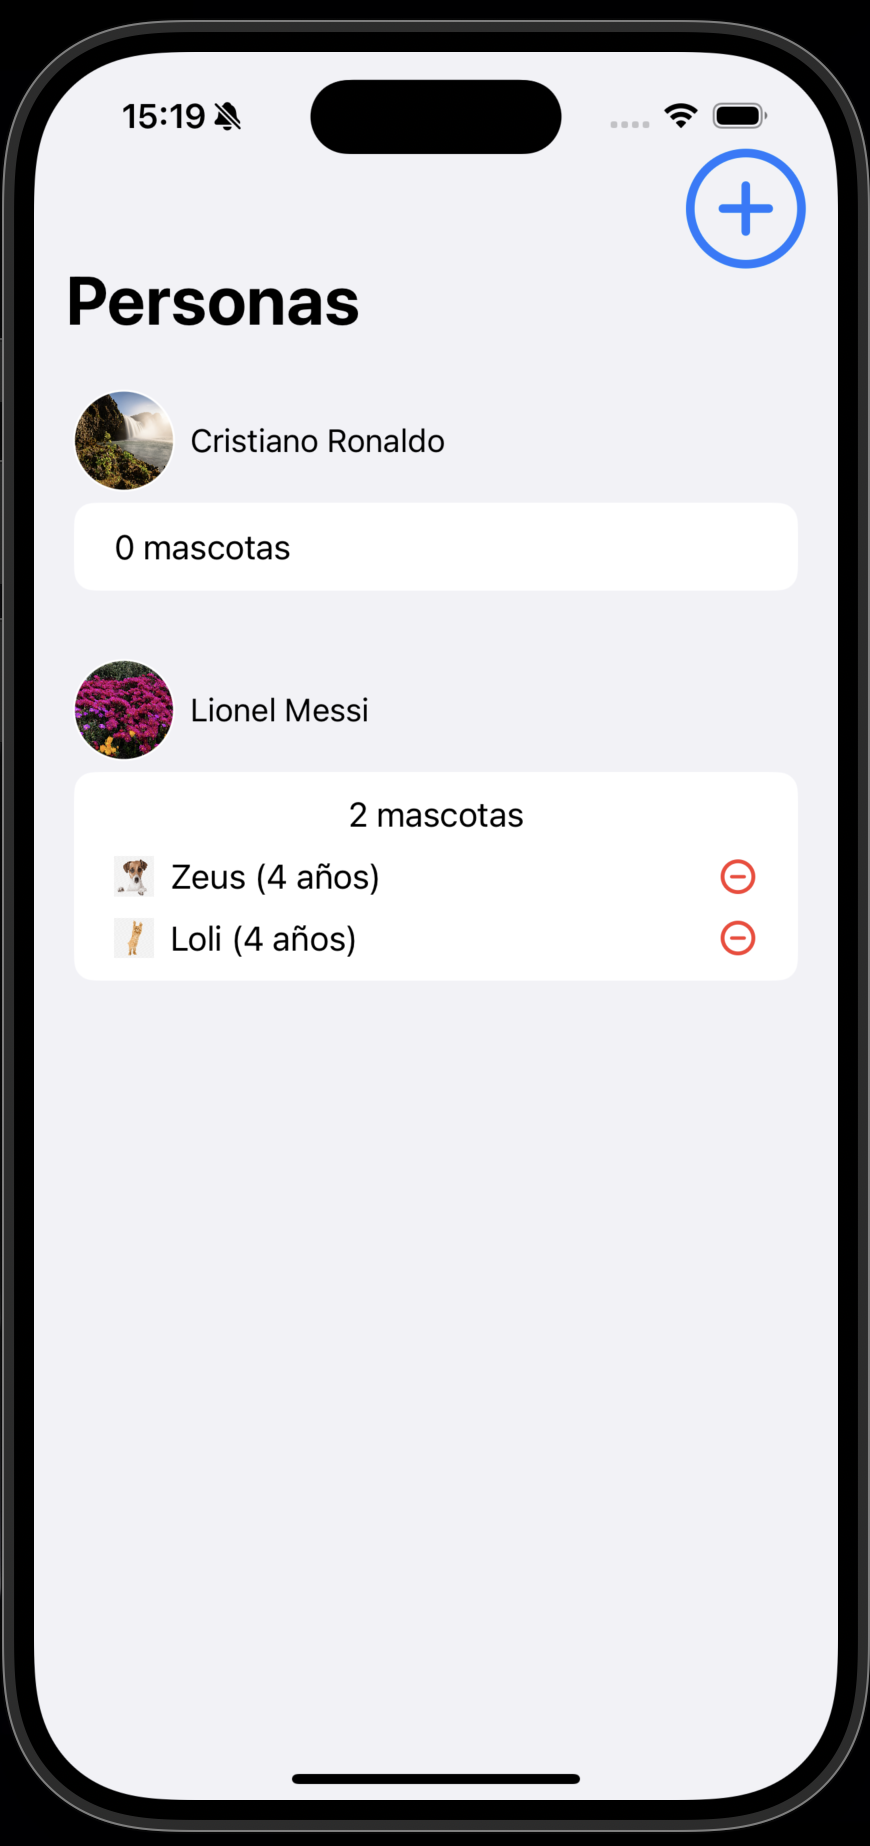 15:19
Personas
Cristiano Ronaldo
0 mascotas
Lionel Messi
2 mascotas
Zeus (4 años)
Loli (4 años)